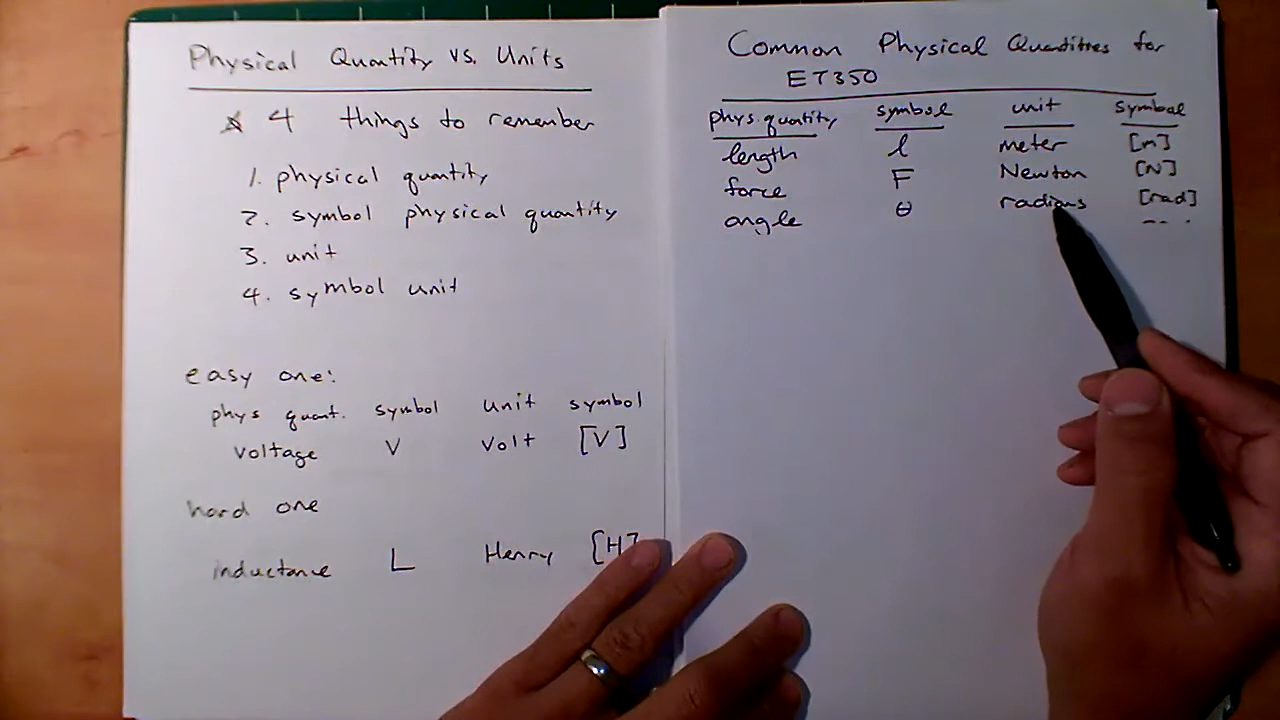 Physical Quantity vs. Units
☆ 4 things to remember
1. physical quantity
2. symbol physical quantity
3. unit
4. symbol unit
easy one:
phys quant. symbol unit symbol
voltage V Volt [V]
hard one
inductance L Henry [H]
Common Physical Quantities for
ET350
phys. quantity symbol unit symbol
length l meter [m]
force F Newton [N]
angle θ radians [rad]